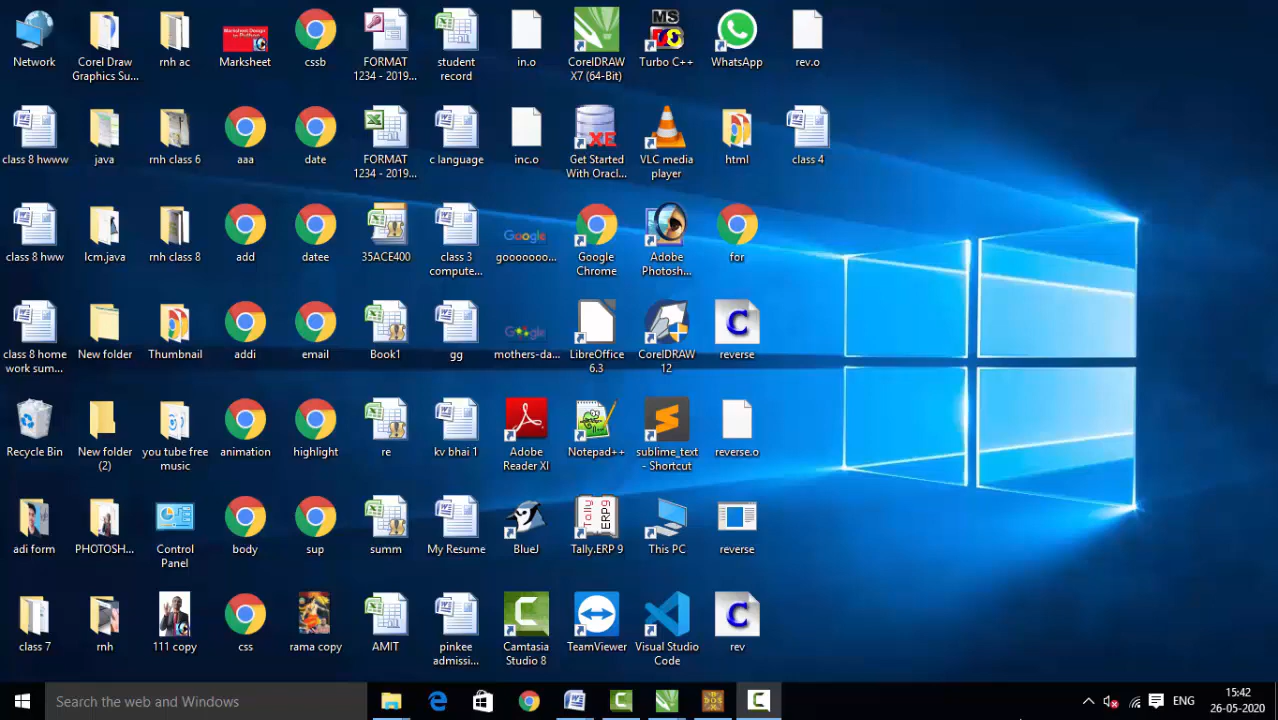 Network
Corel Draw
Graphics Su...
rnh ac
Marksheet
cssb
FORMAT
1234 - 2019...
student
record
in.o
CorelDRAW
X7 (64-Bit)
Turbo C++
WhatsApp
rev.o
class 8 hwww
java
rnh class 6
aaa
date
FORMAT
1234 - 2019...
c language
inc.o
Get Started
With Oracl...
VLC media
player
html
class 4
class 8 hww
lcm.java
rnh class 8
add
datee
35ACE400
class 3
compute...
gooooooo...
Google
Chrome
Adobe
Photosh...
for
class 8 home
work sum...
New folder
Thumbnail
addi
email
Book1
gg
mothers-da...
LibreOffice
6.3
CorelDRAW
12
reverse
Recycle Bin
New folder
(2)
you tube free
music
animation
highlight
re
kv bhai 1
Adobe
Reader XI
Notepad++
sublime_text
- Shortcut
reverse.o
adi form
PHOTOSH...
Control
Panel
body
sup
summ
My Resume
BlueJ
Tally.ERP 9
This PC
reverse
class 7
rnh
111 copy
css
rama copy
AMIT
pinkee
admissi...
Camtasia
Studio 8
TeamViewer
Visual Studio
Code
rev
Search the web and Windows
ENG
15:42
26-05-2020